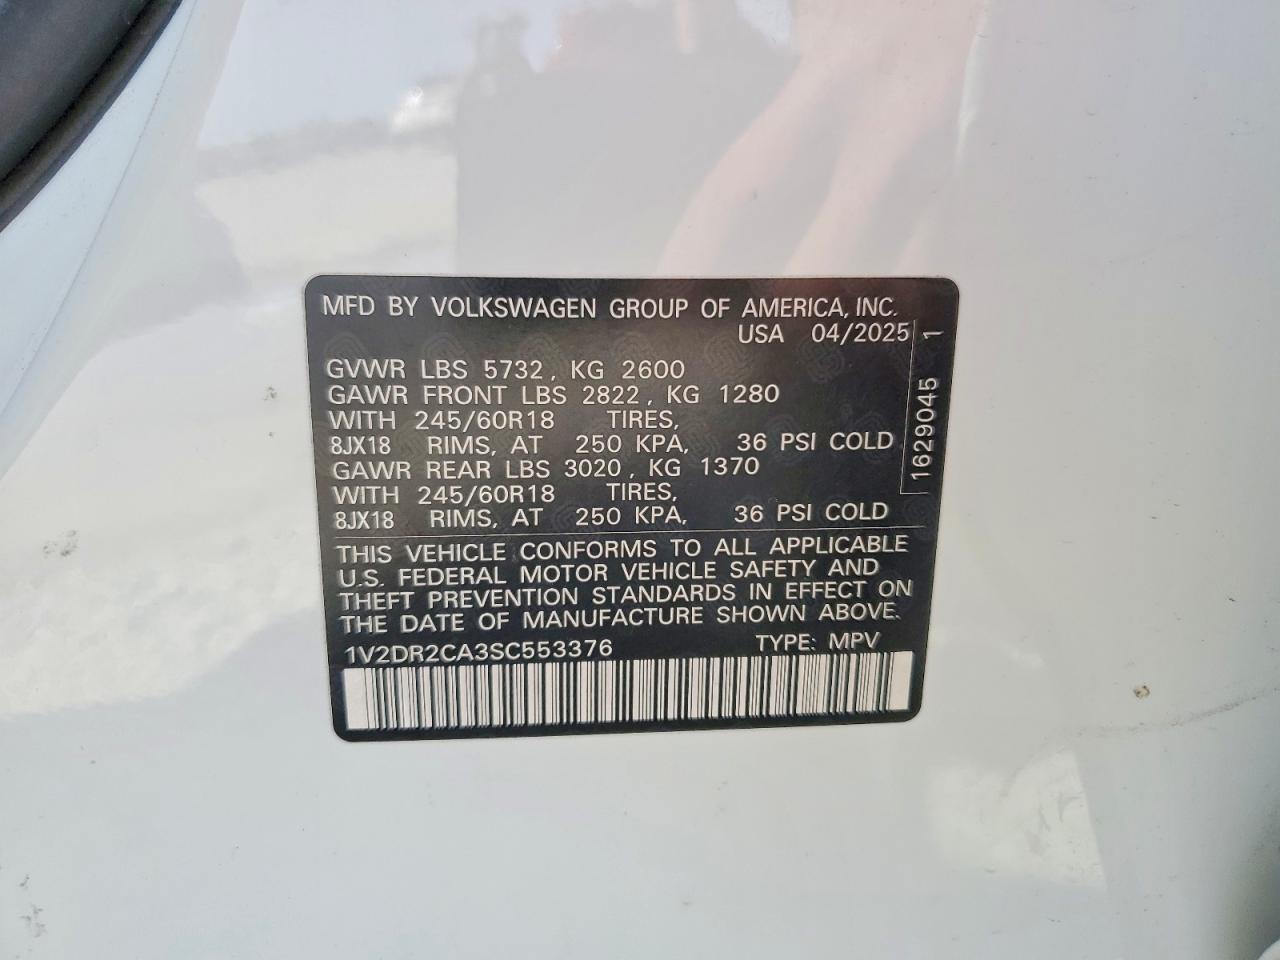 MFD BY VOLKSWAGEN GROUP OF AMERICA, INC.
USA 04/2025
GVWR LBS 5732, KG 2600
GAWR FRONT LBS 2822, KG 1280
WITH 245/60R18 TIRES,
8JX18 RIMS, AT 250 KPA, 36 PSI COLD
GAWR REAR LBS 3020, KG 1370
WITH 245/60R18 TIRES,
8JX18 RIMS, AT 250 KPA, 36 PSI COLD
1629045 1
THIS VEHICLE CONFORMS TO ALL APPLICABLE
U.S. FEDERAL MOTOR VEHICLE SAFETY AND
THEFT PREVENTION STANDARDS IN EFFECT ON
THE DATE OF MANUFACTURE SHOWN ABOVE.
1V2DR2CA3SC553376 TYPE: MPV